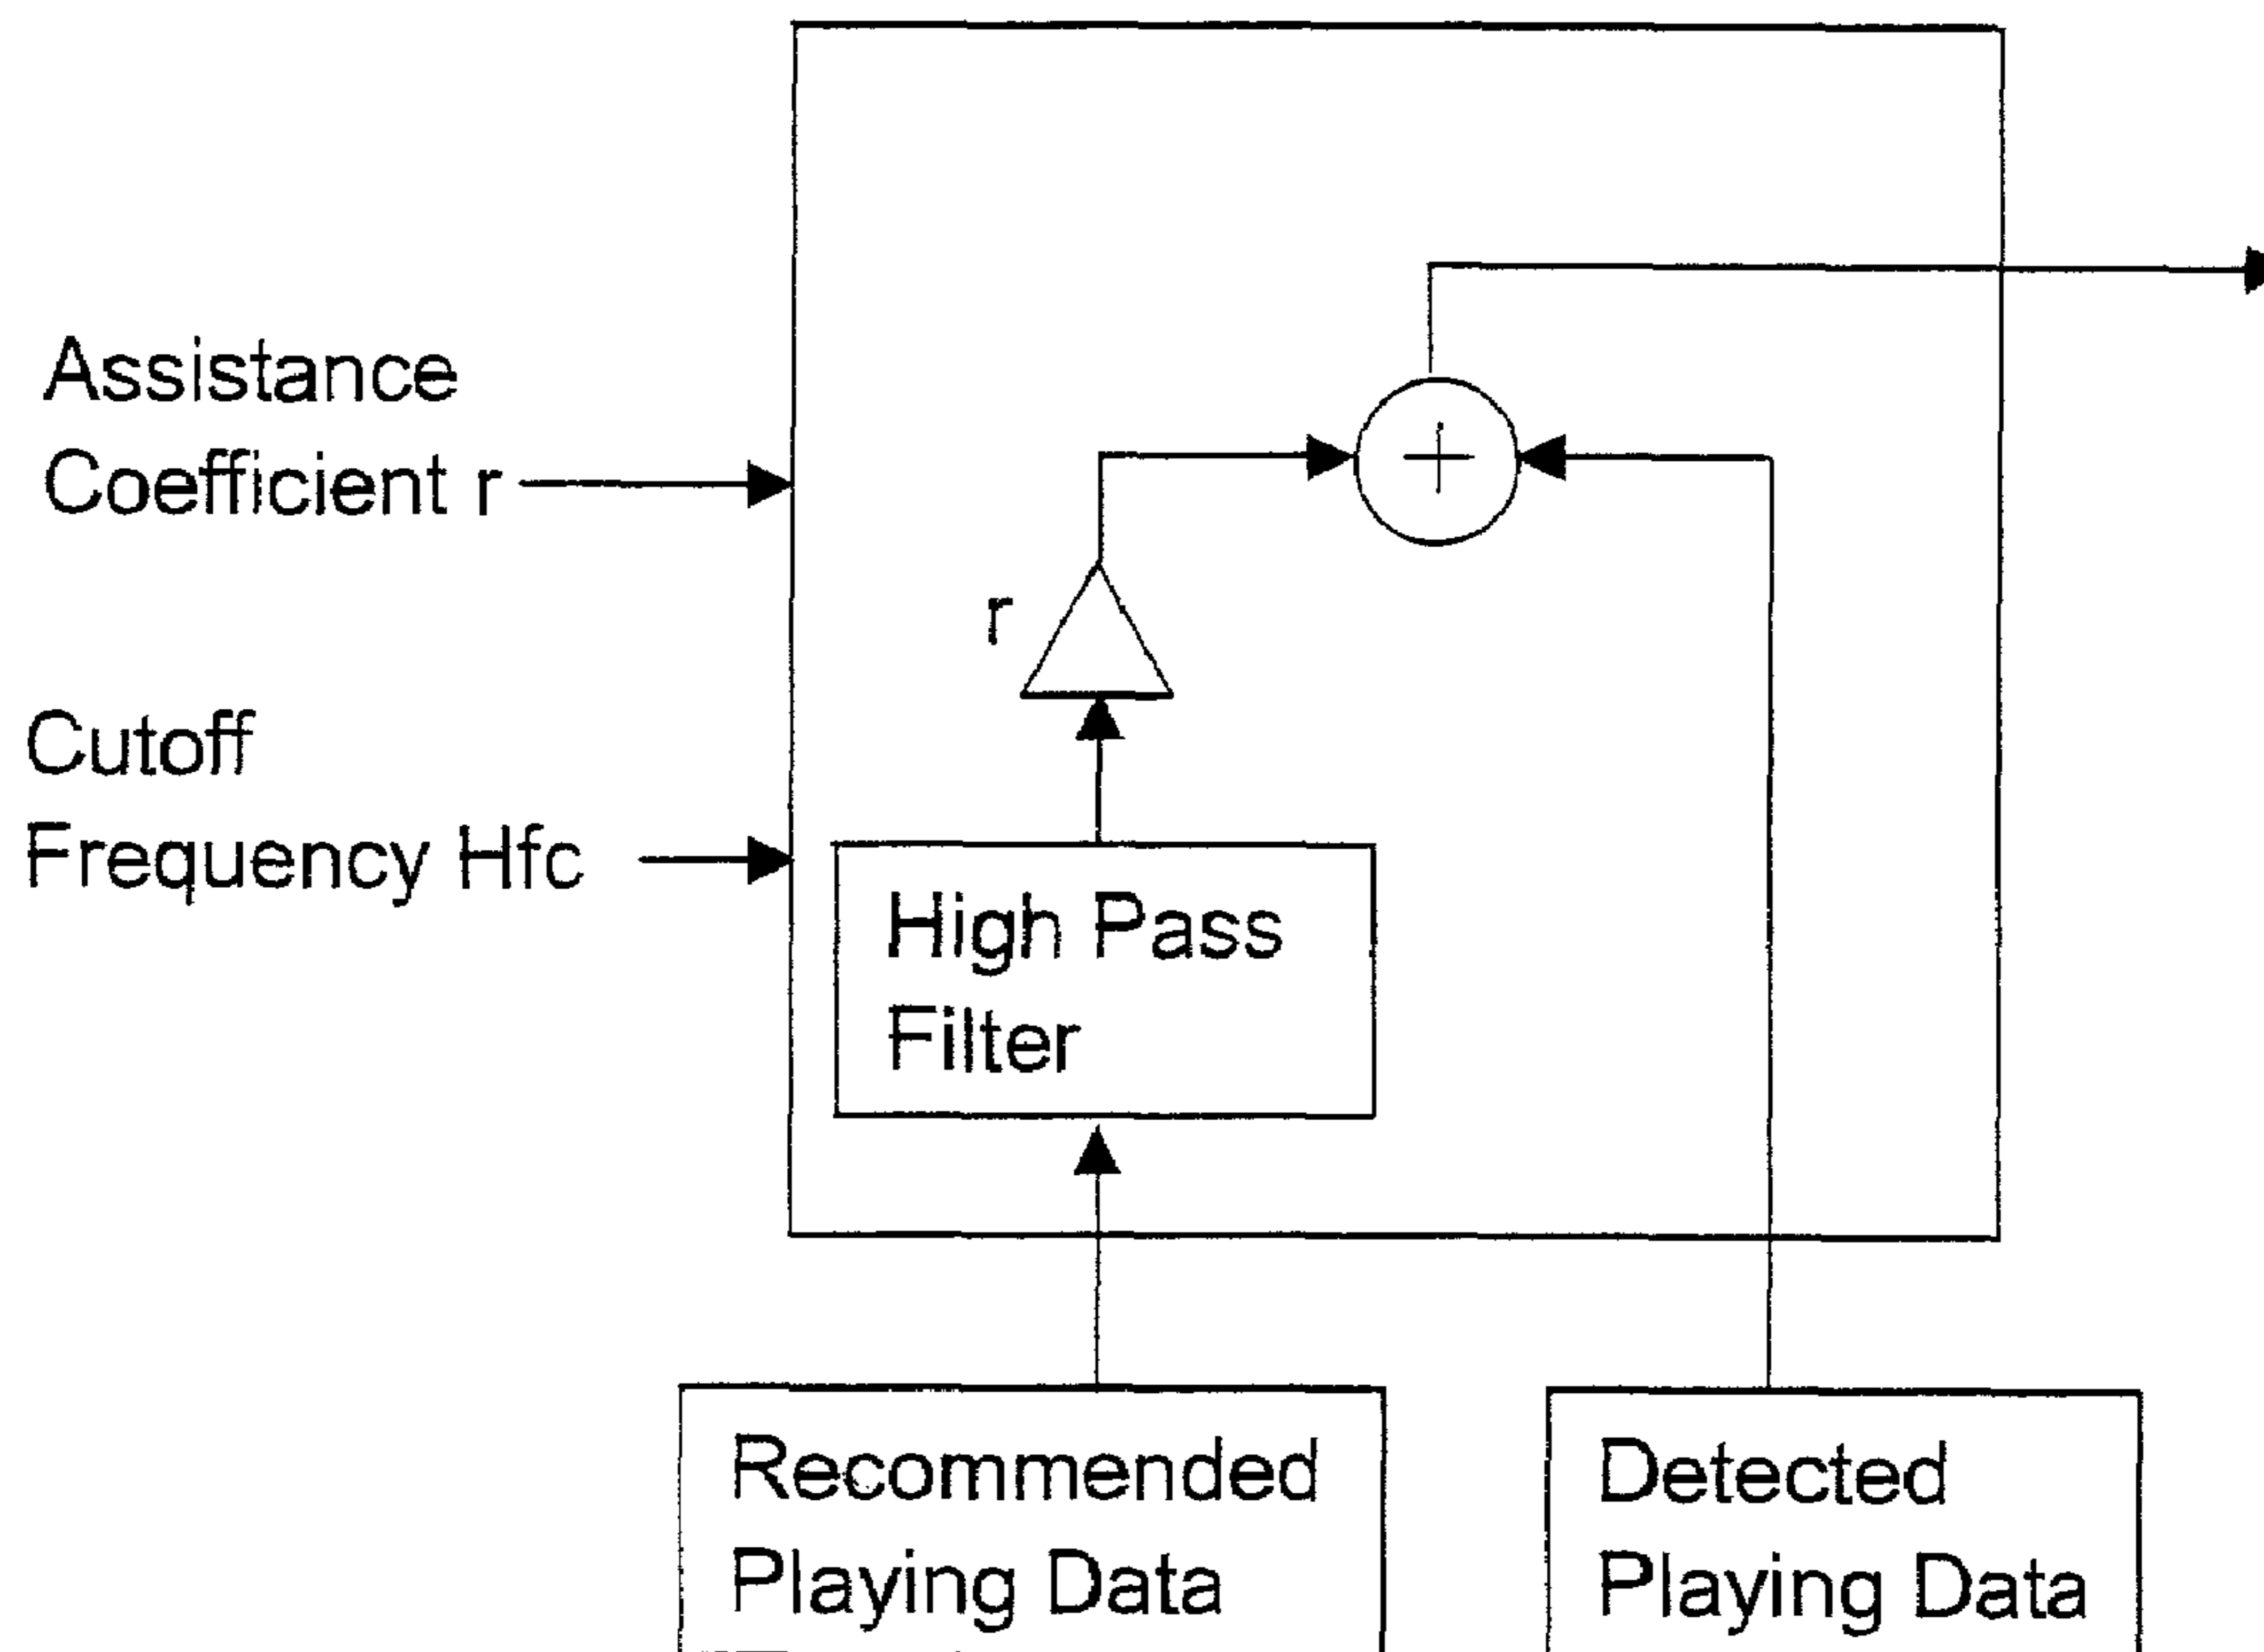 Assistance
Coefficient r
r
Cutoff
Frequency Hfc
High Pass
Filter
Recommended
Playing Data
Detected
Playing Data